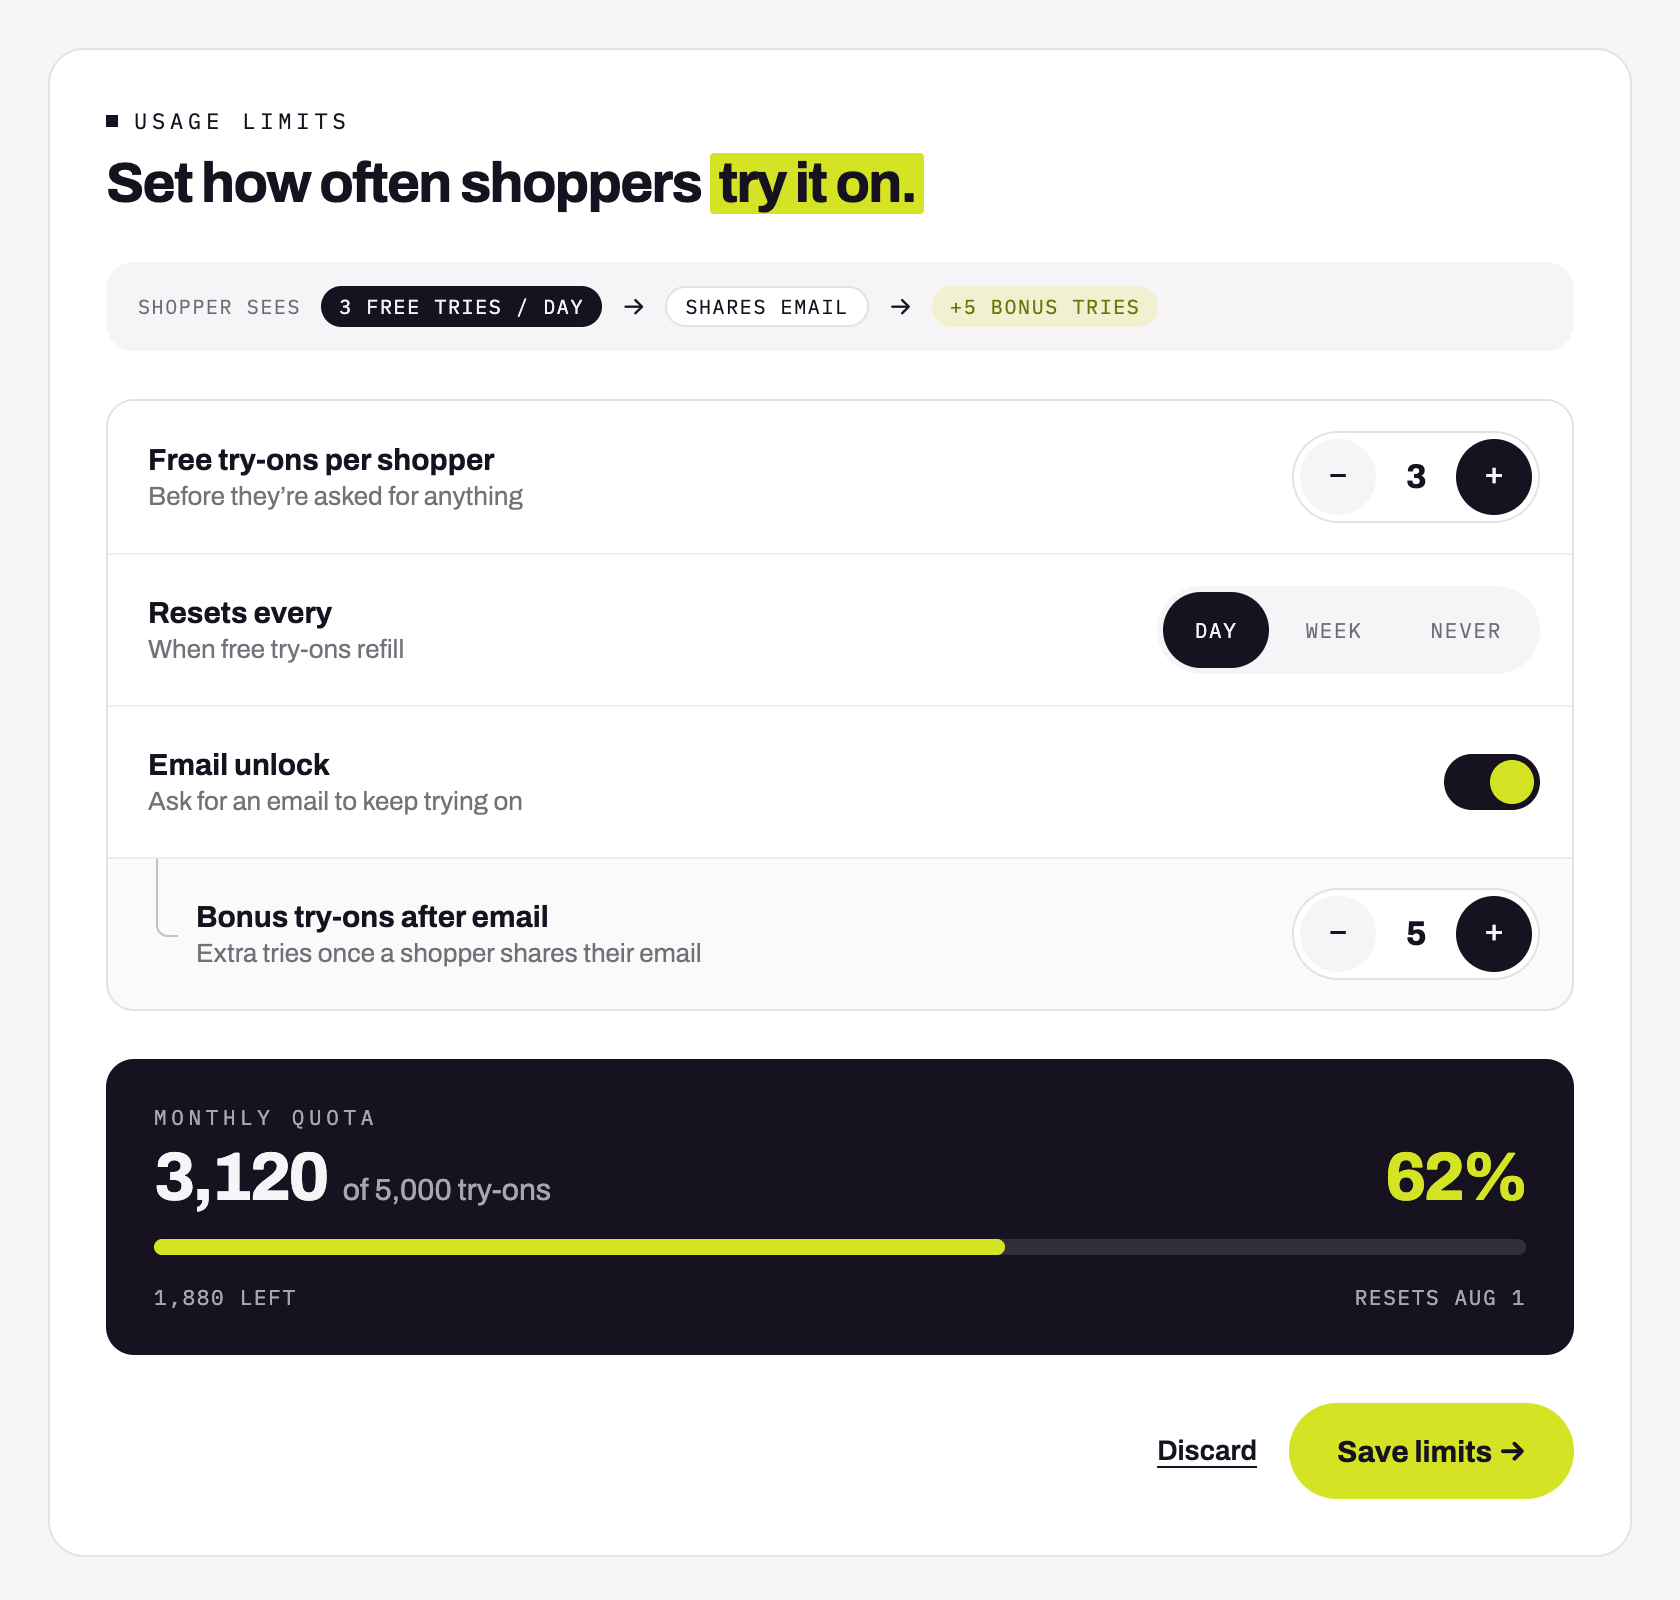 USAGE LIMITS
Set how often shoppers try it on.
SHOPPER SEES 3 FREE TRIES / DAY → SHARES EMAIL → +5 BONUS TRIES
Free try-ons per shopper
Before they’re asked for anything
− 3 +
Resets every
When free try-ons refill
DAY WEEK NEVER
Email unlock
Ask for an email to keep trying on
Bonus try-ons after email
Extra tries once a shopper shares their email
− 5 +
MONTHLY QUOTA
3,120 of 5,000 try-ons 62%
1,880 LEFT RESETS AUG 1
Discard Save limits →